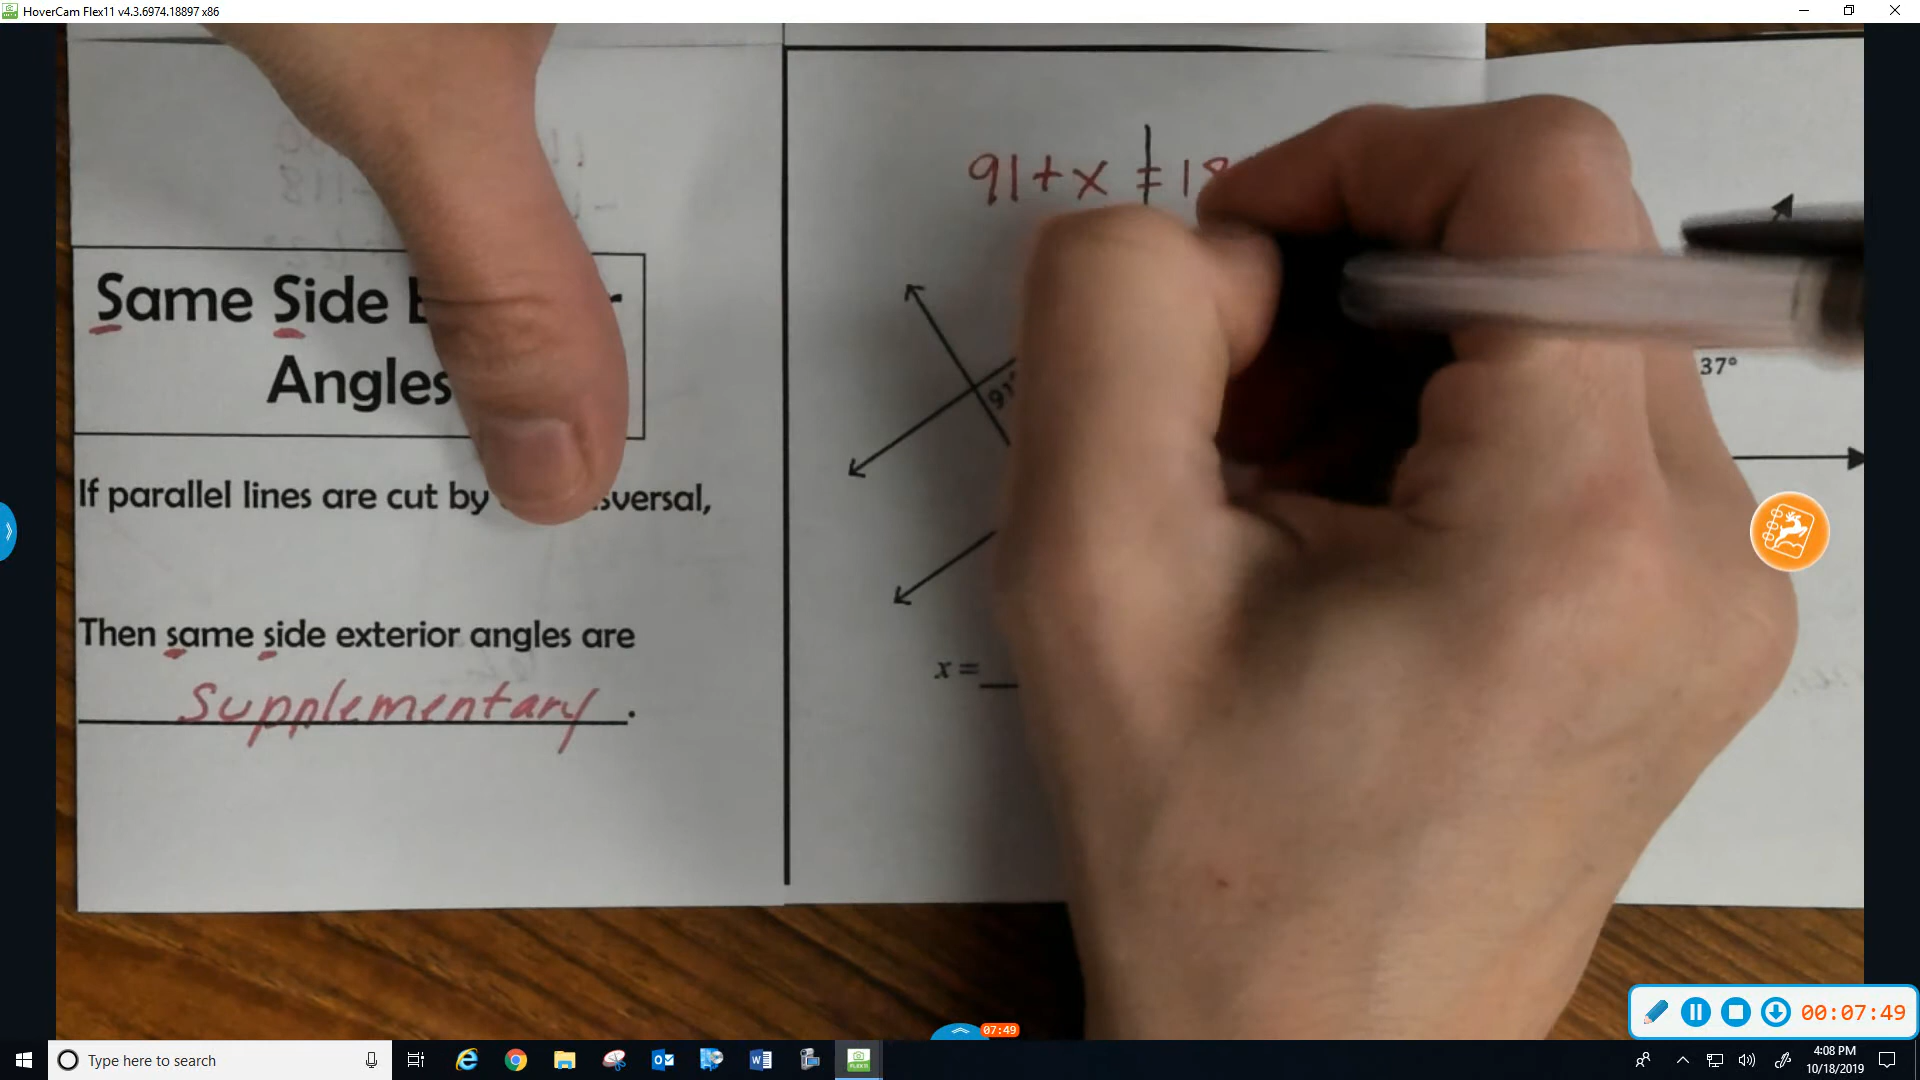 HoverCam Flex11 v4.3.6974.18897 x86
91 + x = 18
Same Side
Angles
If parallel lines are cut by
Then same side exterior angles are
Supplementary.
91°
x =
37°
07:49
00:07:49
Type here to search
4:08 PM
10/18/2019